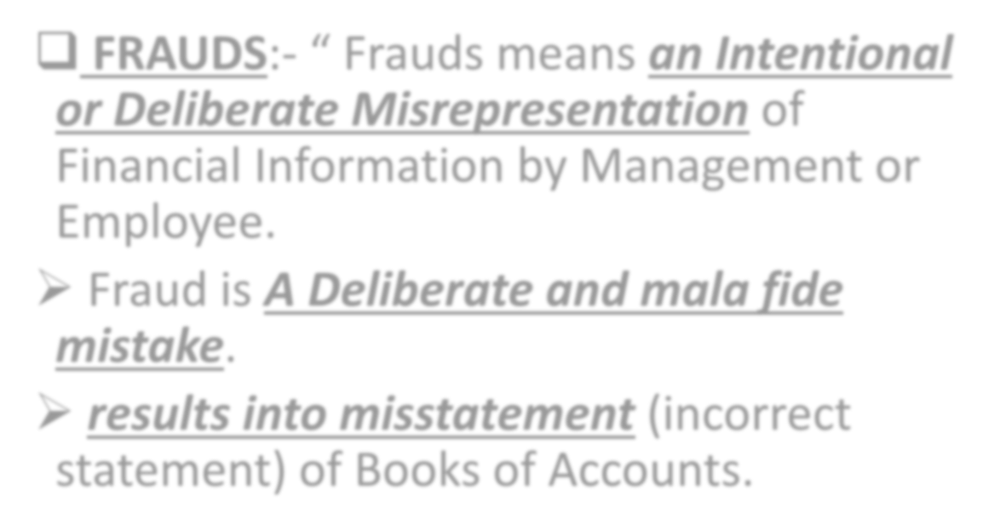 ❑ FRAUDS:- “ Frauds means an Intentional
or Deliberate Misrepresentation of
Financial Information by Management or
Employee.
➢ Fraud is A Deliberate and mala fide
mistake.
➢ results into misstatement (incorrect
statement) of Books of Accounts.